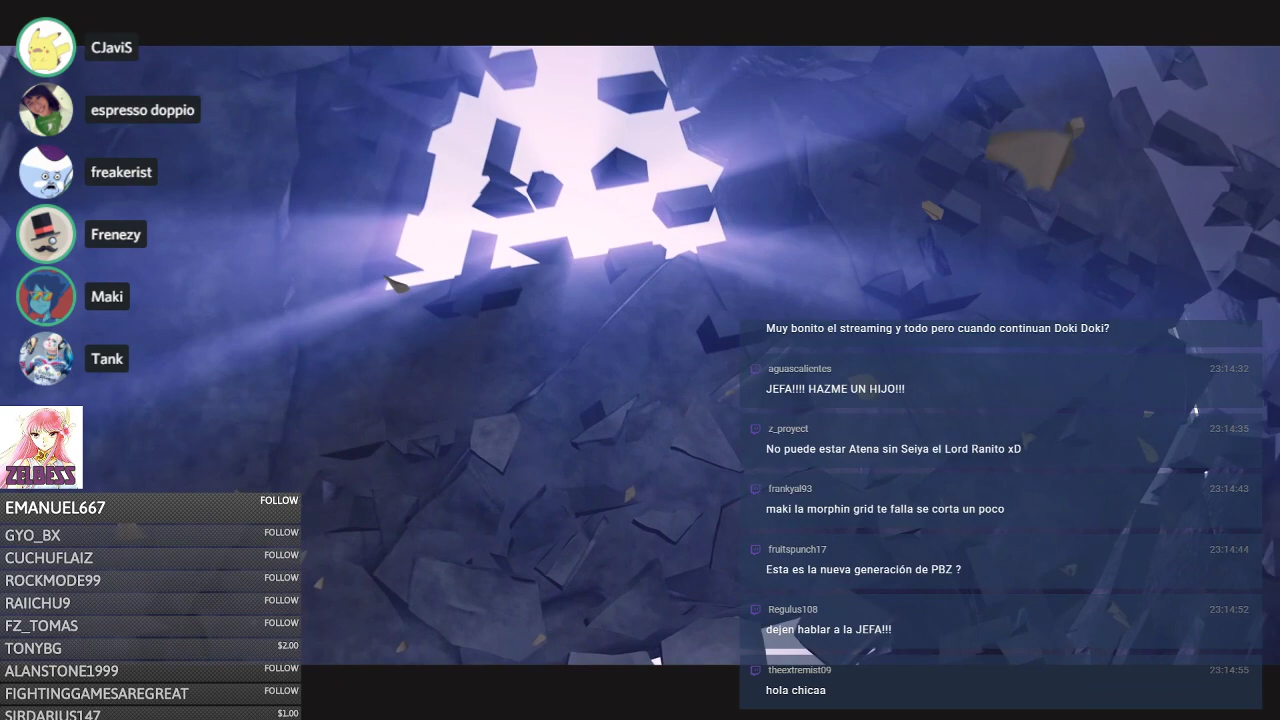 CJaviS
espresso doppio
freakerist
Frenezy
Maki
Tank
ZELBESS
EMANUEL667 FOLLOW
GYO_BX FOLLOW
CUCHUFLAIZ FOLLOW
ROCKMODE99 FOLLOW
RAIICHU9 FOLLOW
FZ_TOMAS FOLLOW
TONYBG $2.00
ALANSTONE1999 FOLLOW
FIGHTINGGAMESAREGREAT FOLLOW
SIRDARIUS147 $1.00
Muy bonito el streaming y todo pero cuando continuan Doki Doki?
aguascalientes 23:14:32
JEFA!!!! HAZME UN HIJO!!!
z_proyect 23:14:35
No puede estar Atena sin Seiya el Lord Ranito xD
frankyal93 23:14:43
maki la morphin grid te falla se corta un poco
fruitspunch17 23:14:44
Esta es la nueva generación de PBZ ?
Regulus108 23:14:52
dejen hablar a la JEFA!!!
theextremist09 23:14:55
hola chicaa